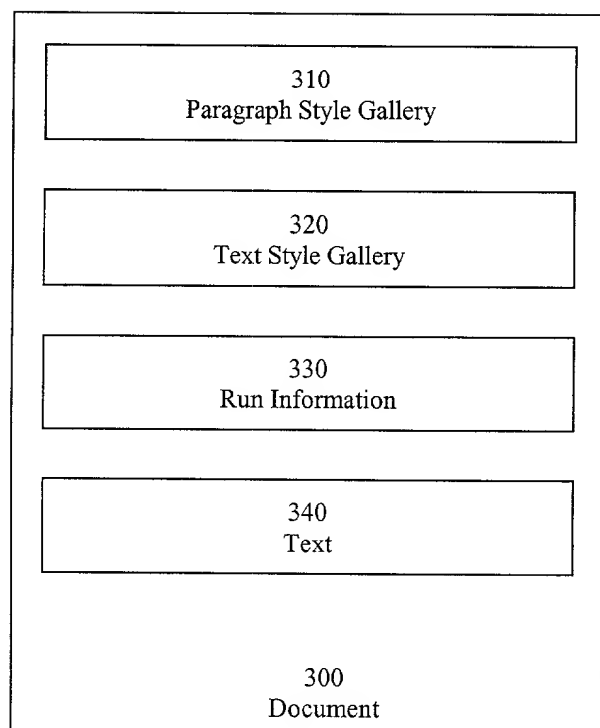 310
Paragraph Style Gallery
320
Text Style Gallery
330
Run Information
340
Text
300
Document